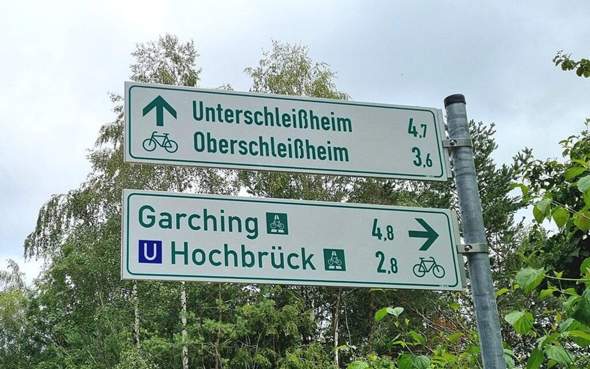 Unterschleißheim 4,7
Oberschleißheim 3,6
Garching 4,8
U Hochbrück 2,8